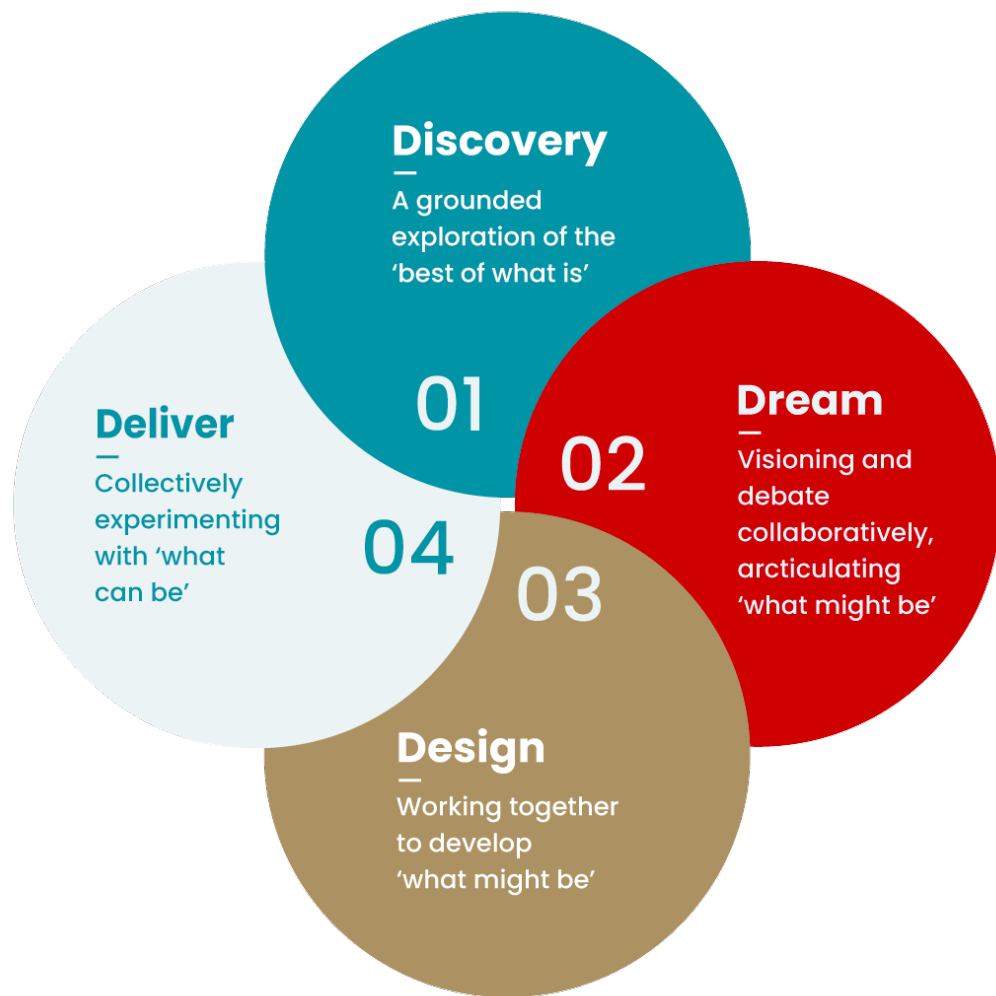 Discovery
A grounded
exploration of the
‘best of what is’
01
Dream
Visioning and
debate
collaboratively,
arcticulating
‘what might be’
02
Design
Working together
to develop
‘what might be’
03
Deliver
Collectively
experimenting
with ‘what
can be’
04